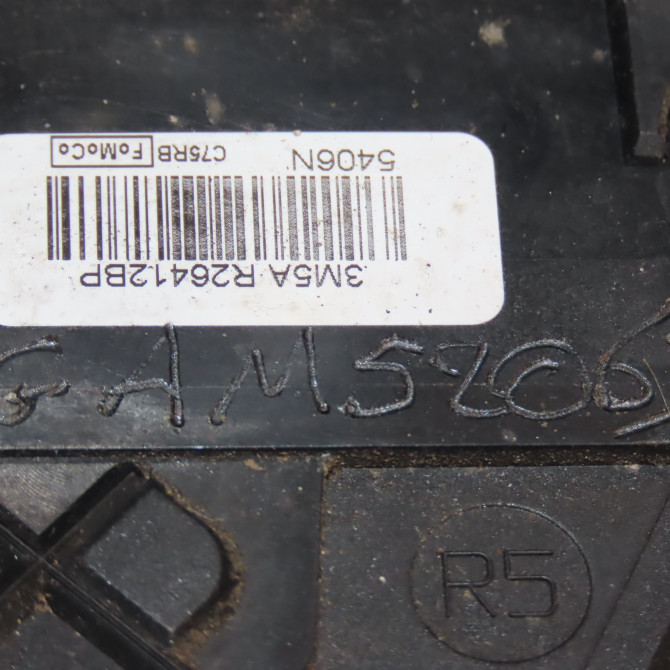 3M5A R26412BP
5406N C75RB FoMoCo
GAM5206
R5